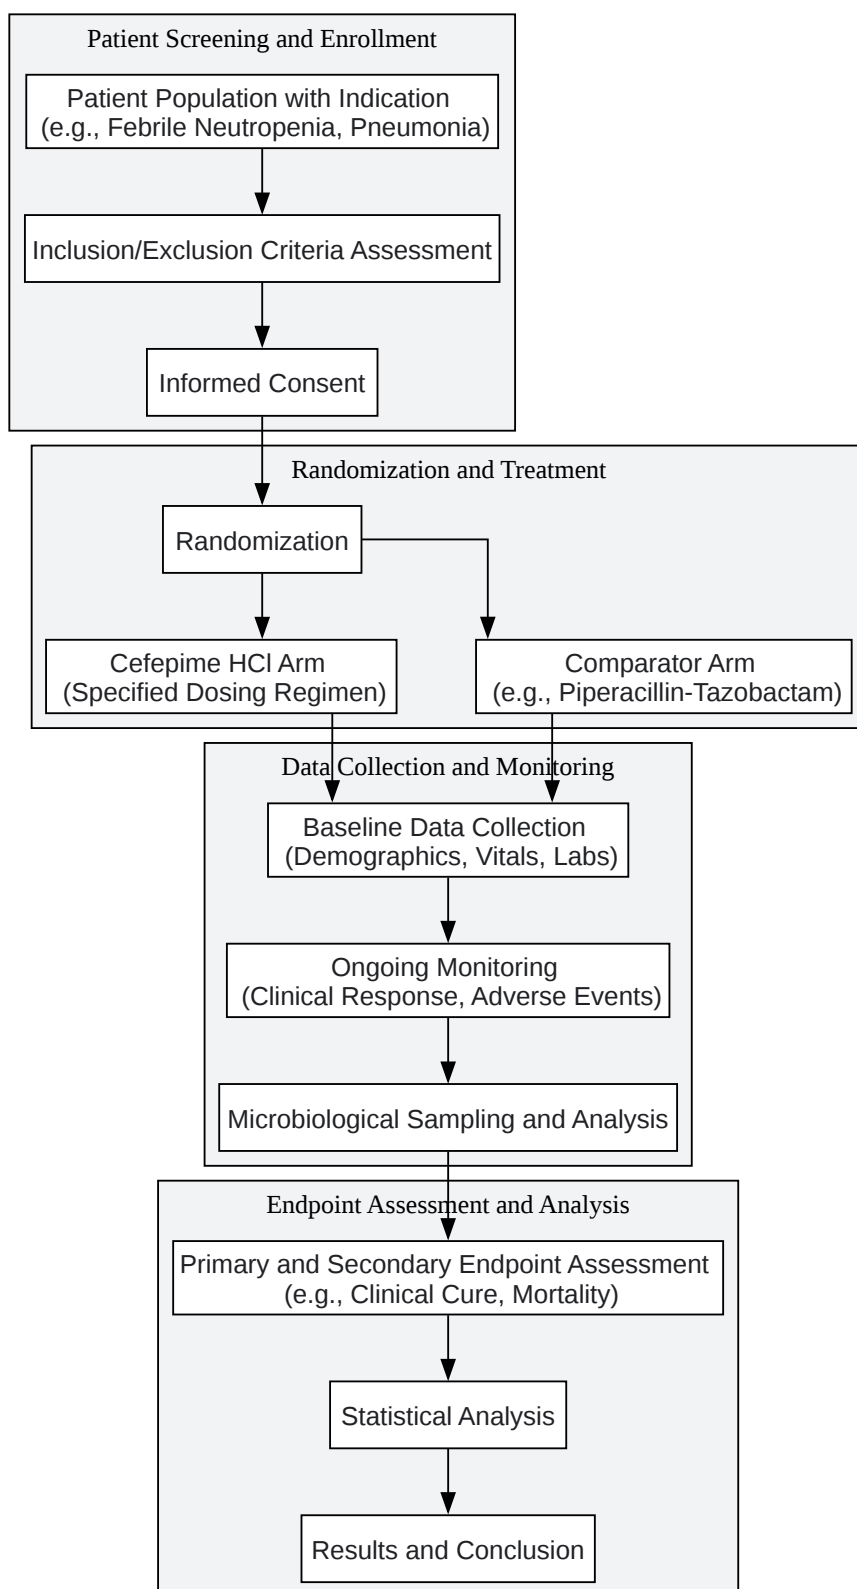 Patient Screening and Enrollment
Patient Population with Indication
(e.g., Febrile Neutropenia, Pneumonia)
Inclusion/Exclusion Criteria Assessment
Informed Consent
Randomization and Treatment
Randomization
Cefepime HCl Arm
(Specified Dosing Regimen)
Comparator Arm
(e.g., Piperacillin-Tazobactam)
Data Collection and Monitoring
Baseline Data Collection
(Demographics, Vitals, Labs)
Ongoing Monitoring
(Clinical Response, Adverse Events)
Microbiological Sampling and Analysis
Endpoint Assessment and Analysis
Primary and Secondary Endpoint Assessment
(e.g., Clinical Cure, Mortality)
Statistical Analysis
Results and Conclusion